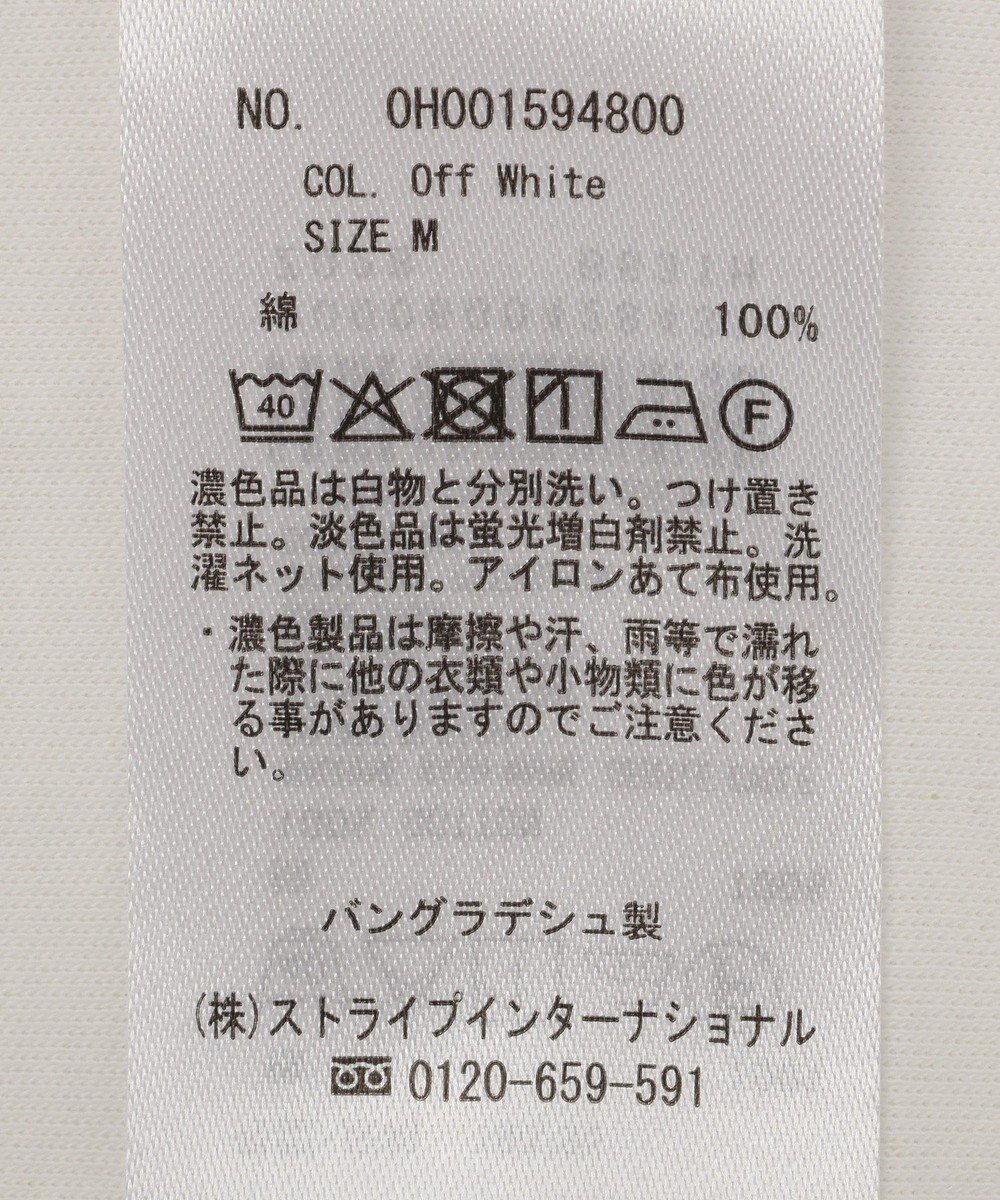 NO. 0H001594800
COL. Off White
SIZE M
綿 100%
40 F
濃色品は白物と分別洗い。つけ置き
禁止。淡色品は蛍光増白剤禁止。洗
濯ネット使用。アイロンあて布使用。
・濃色製品は摩擦や汗、雨等で濡れ
た際に他の衣類や小物類に色が移
る事がありますのでご注意くださ
い。
バングラデシュ製
(株)ストライプインターナショナル
0120-659-591